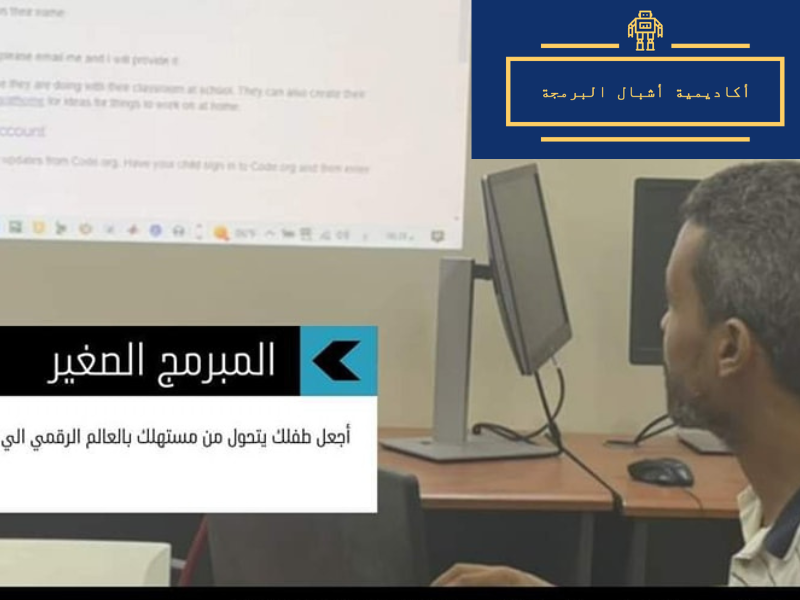 s their name:
please email me and I will provide it
they are doing with their classroom at school. They can also create their
for ideas for things to work on at home.
ccount
updates from Code.org. Have your child sign in to Code.org and then enter
أكاديمية أشبال البرمجة
المبرمج الصغير
أجعل طفلك يتحول من مستهلك بالعالم الرقمي الي